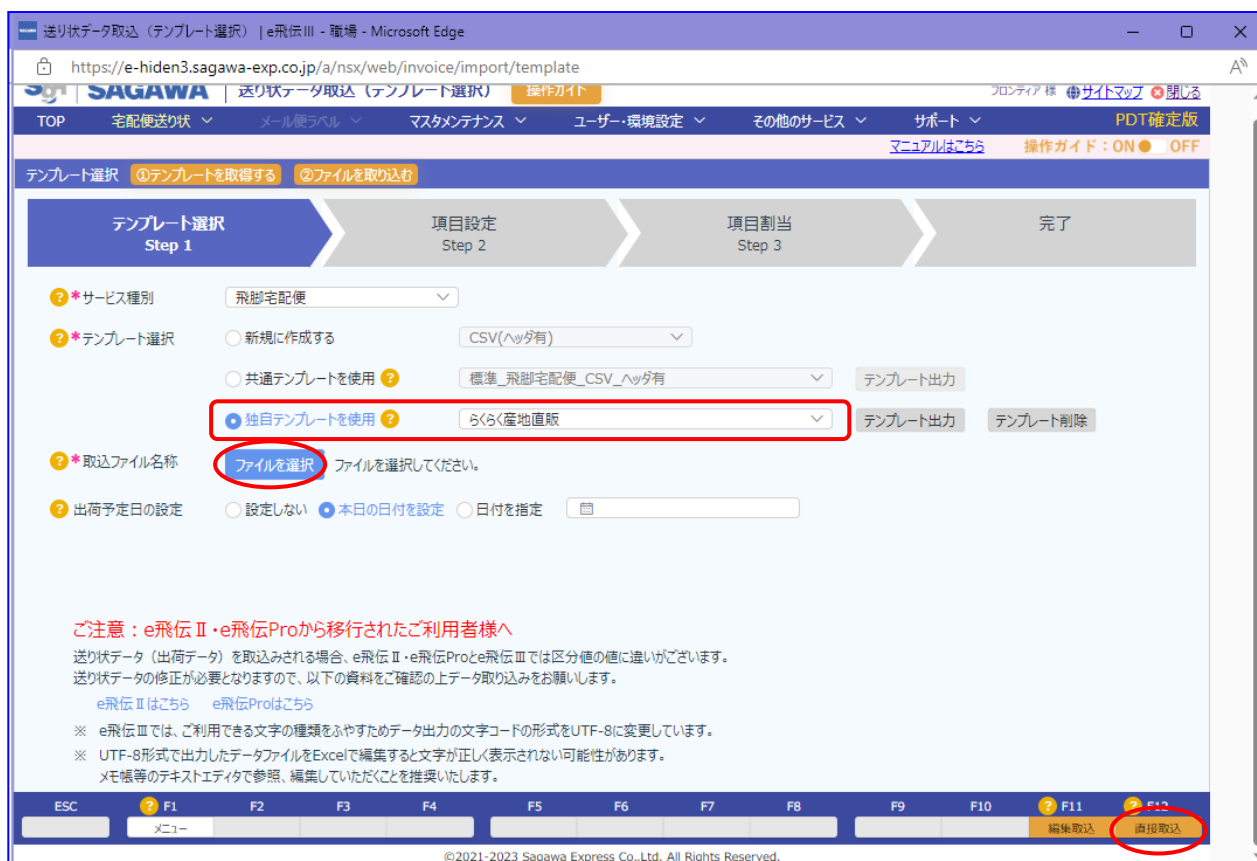 送り状データ取込（テンプレート選択） | e飛伝III - 職場 - Microsoft Edge
https://e-hiden3.sagawa-exp.co.jp/a/nsx/web/invoice/import/template
SAGAWA 送り状データ取込（テンプレート選択） 操作ガイド フロンティア 様 サイトマップ 閉じる
TOP 宅配便送り状 メール便ラベル マスタメンテナンス ユーザー・環境設定 その他のサービス サポート PDT確定版
マニュアルはこちら 操作ガイド：ON OFF
テンプレート選択 ①テンプレートを取得する ②ファイルを取り込む
テンプレート選択 項目設定 項目割当 完了
Step 1 Step 2 Step 3
?*サービス種別 飛脚宅配便
?*テンプレート選択 新規に作成する CSV(ヘッダ有)
共通テンプレートを使用 ? 標準_飛脚宅配便_CSV_ヘッダ有 テンプレート出力
独自テンプレートを使用 ? らくらく産地直販 テンプレート出力 テンプレート削除
?*取込ファイル名称 ファイルを選択 ファイルを選択してください。
? 出荷予定日の設定 設定しない 本日の日付を設定 日付を指定
ご注意：e飛伝Ⅱ・e飛伝Proから移行されたご利用者様へ
送り状データ（出荷データ）を取込みされる場合、e飛伝Ⅱ・e飛伝Proとe飛伝Ⅲでは区分値の値に違いがございます。
送り状データの修正が必要となりますので、以下の資料をご確認の上データ取り込みをお願いします。
e飛伝Ⅱはこちら e飛伝Proはこちら
※ e飛伝Ⅲでは、ご利用できる文字の種類をふやすためデータ出力の文字コードの形式をUTF-8に変更しています。
※ UTF-8形式で出力したデータファイルをExcelで編集すると文字が正しく表示されない可能性があります。
メモ帳等のテキストエディタで参照、編集していただくことを推奨いたします。
ESC ? F1 F2 F3 F4 F5 F6 F7 F8 F9 F10 ? F11 ? F12
メニュー 編集取込 直接取込
©2021-2023 Sagawa Express Co.,Ltd. All Rights Reserved.